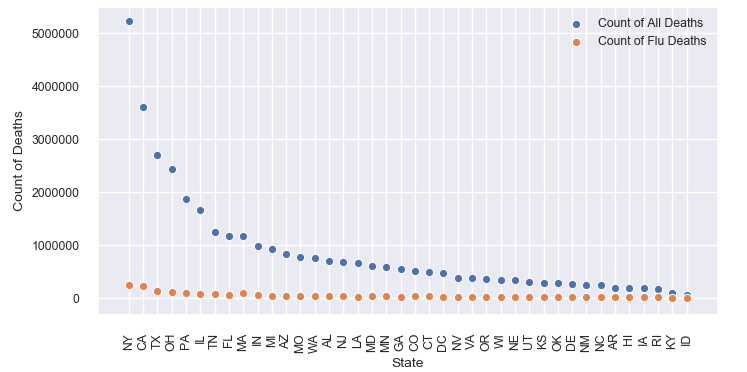 Count of All Deaths
Count of Flu Deaths
Count of Deaths
5000000
4000000
3000000
2000000
1000000
0
NY CA TX OH PA IL TN FL MA IN MI AZ MO WA AL NJ LA MD MN GA CO CT DC NV VA OR WI NE UT KS OK DE NM NC AR HI IA RI KY ID
State